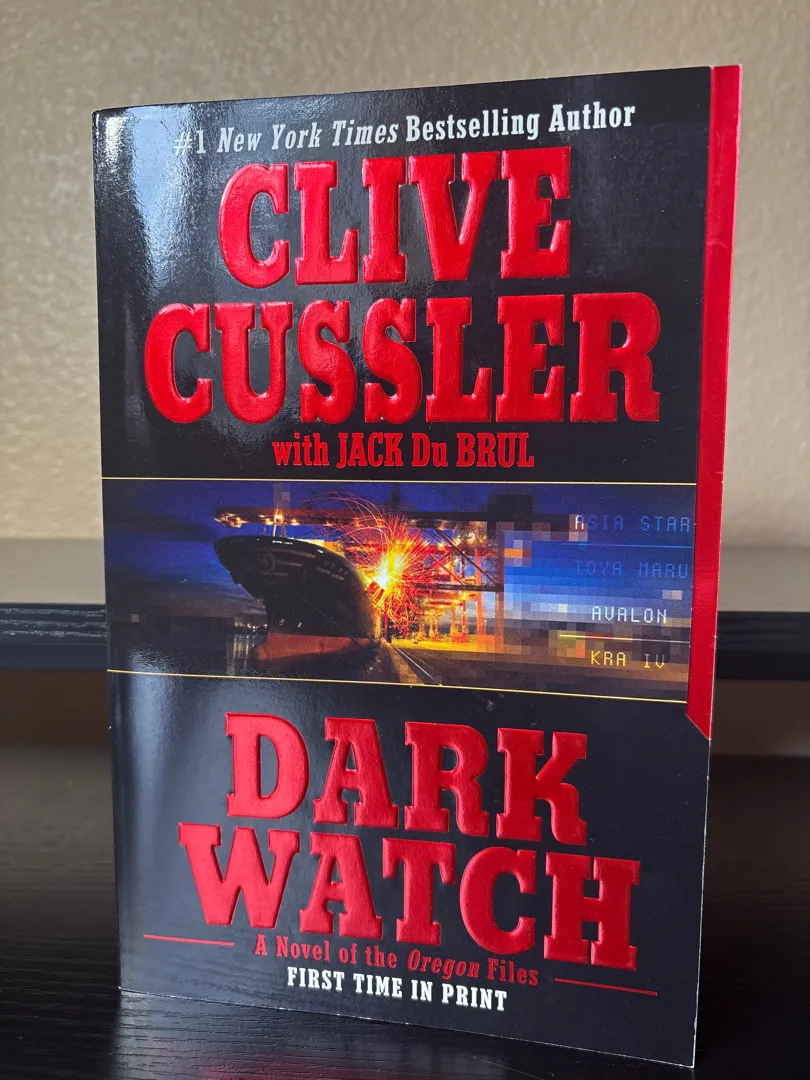 #1 New York Times Bestselling Author
CLIVE
CUSSLER
with JACK Du BRUL
ASIA STAR
TOYA MARU
AVALON
KRA IV
DARK
WATCH
A Novel of the Oregon Files
FIRST TIME IN PRINT